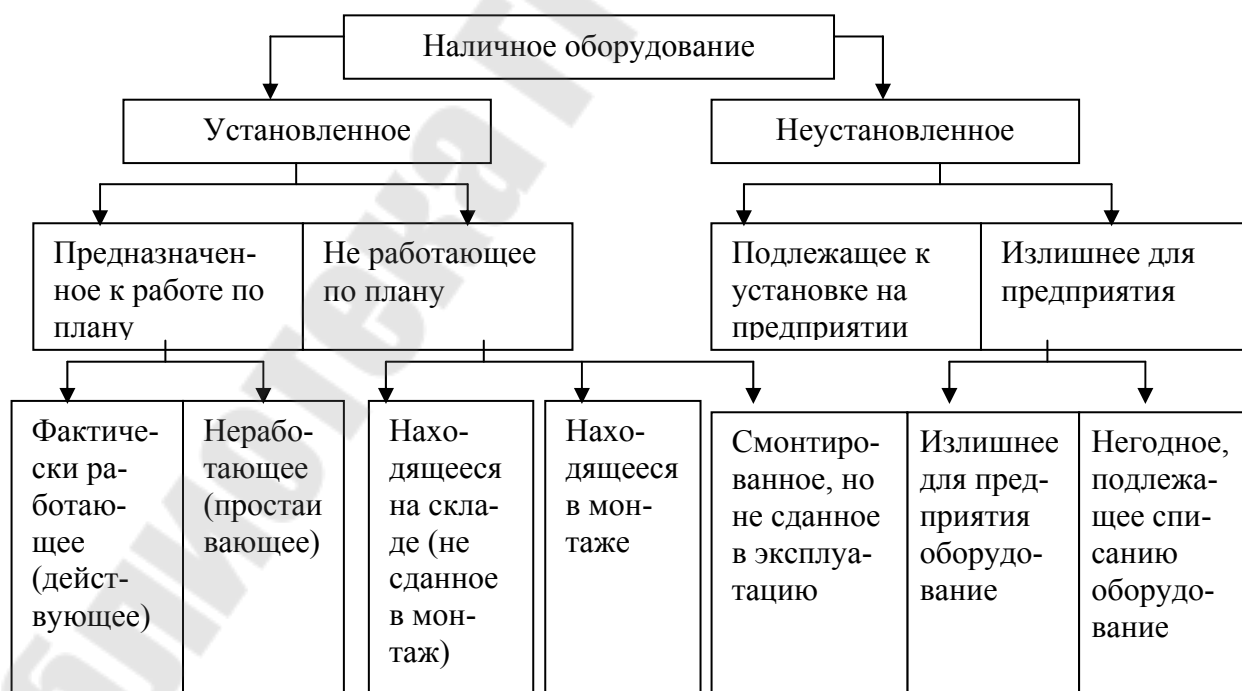 Наличное оборудование
Установленное
Неустановленное
Предназначен-
ное к работе по
плану
Не работающее
по плану
Подлежащее к
установке на
предприятии
Излишнее для
предприятия
Фактиче-
ски ра-
ботаю-
щее
(дейст-
вующее)
Нерабо-
тающее
(простаи
вающее)
Нахо-
дящееся
на скла-
де (не
сданное
в мон-
таж)
Нахо-
дящееся
в мон-
таже
Смонтиро-
ванное, но
не сданное
в эксплуа-
тацию
Излишнее
для пред-
приятия
оборудо-
вание
Негодное,
подлежа-
щее спи-
санию
оборудо-
вание